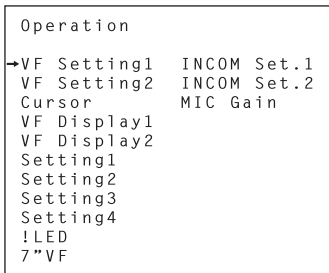 Operation
→VF Setting1 INCOM Set.1
VF Setting2 INCOM Set.2
Cursor MIC Gain
VF Display1
VF Display2
Setting1
Setting2
Setting3
Setting4
!LED
7”VF